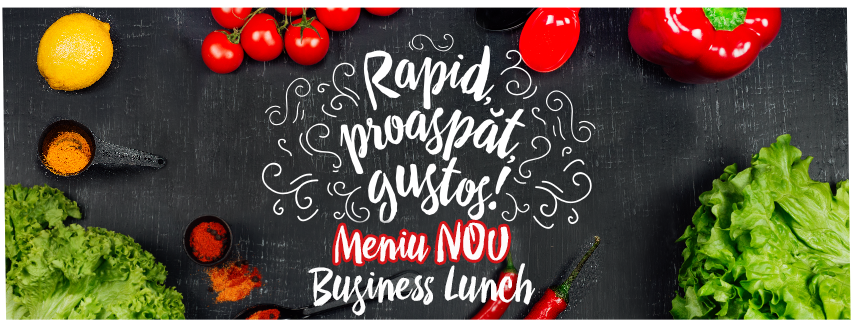 Rapid,
proaspăt,
gustos!
Meniu NOU
Business Lunch